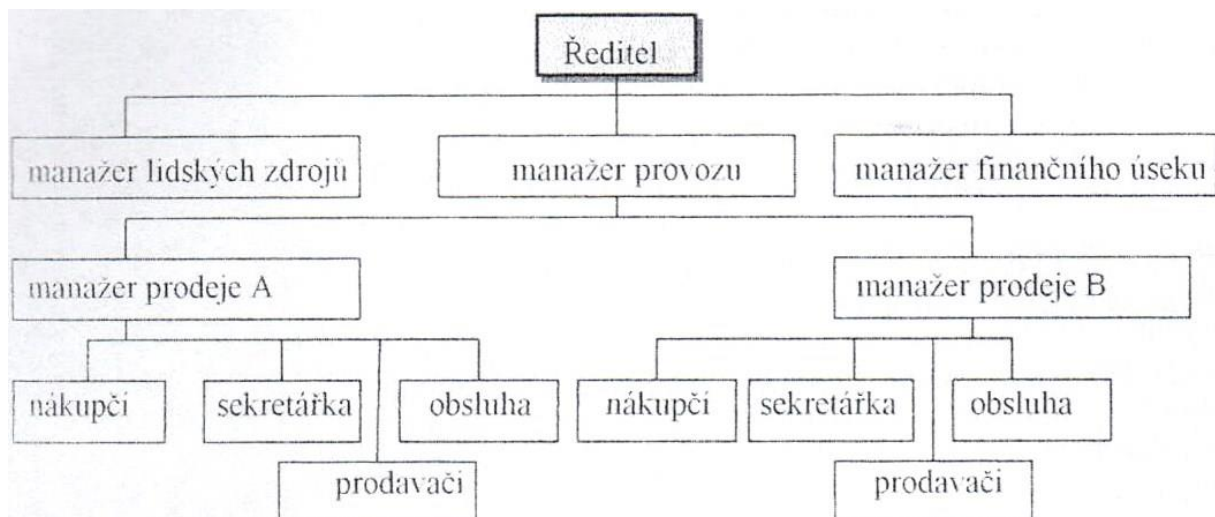 Ředitel
manažer lidských zdrojů
manažer provozu
manažer finančního úseku
manažer prodeje A
manažer prodeje B
nákupčí
sekretářka
obsluha
nákupčí
sekretářka
obsluha
prodavači
prodavači